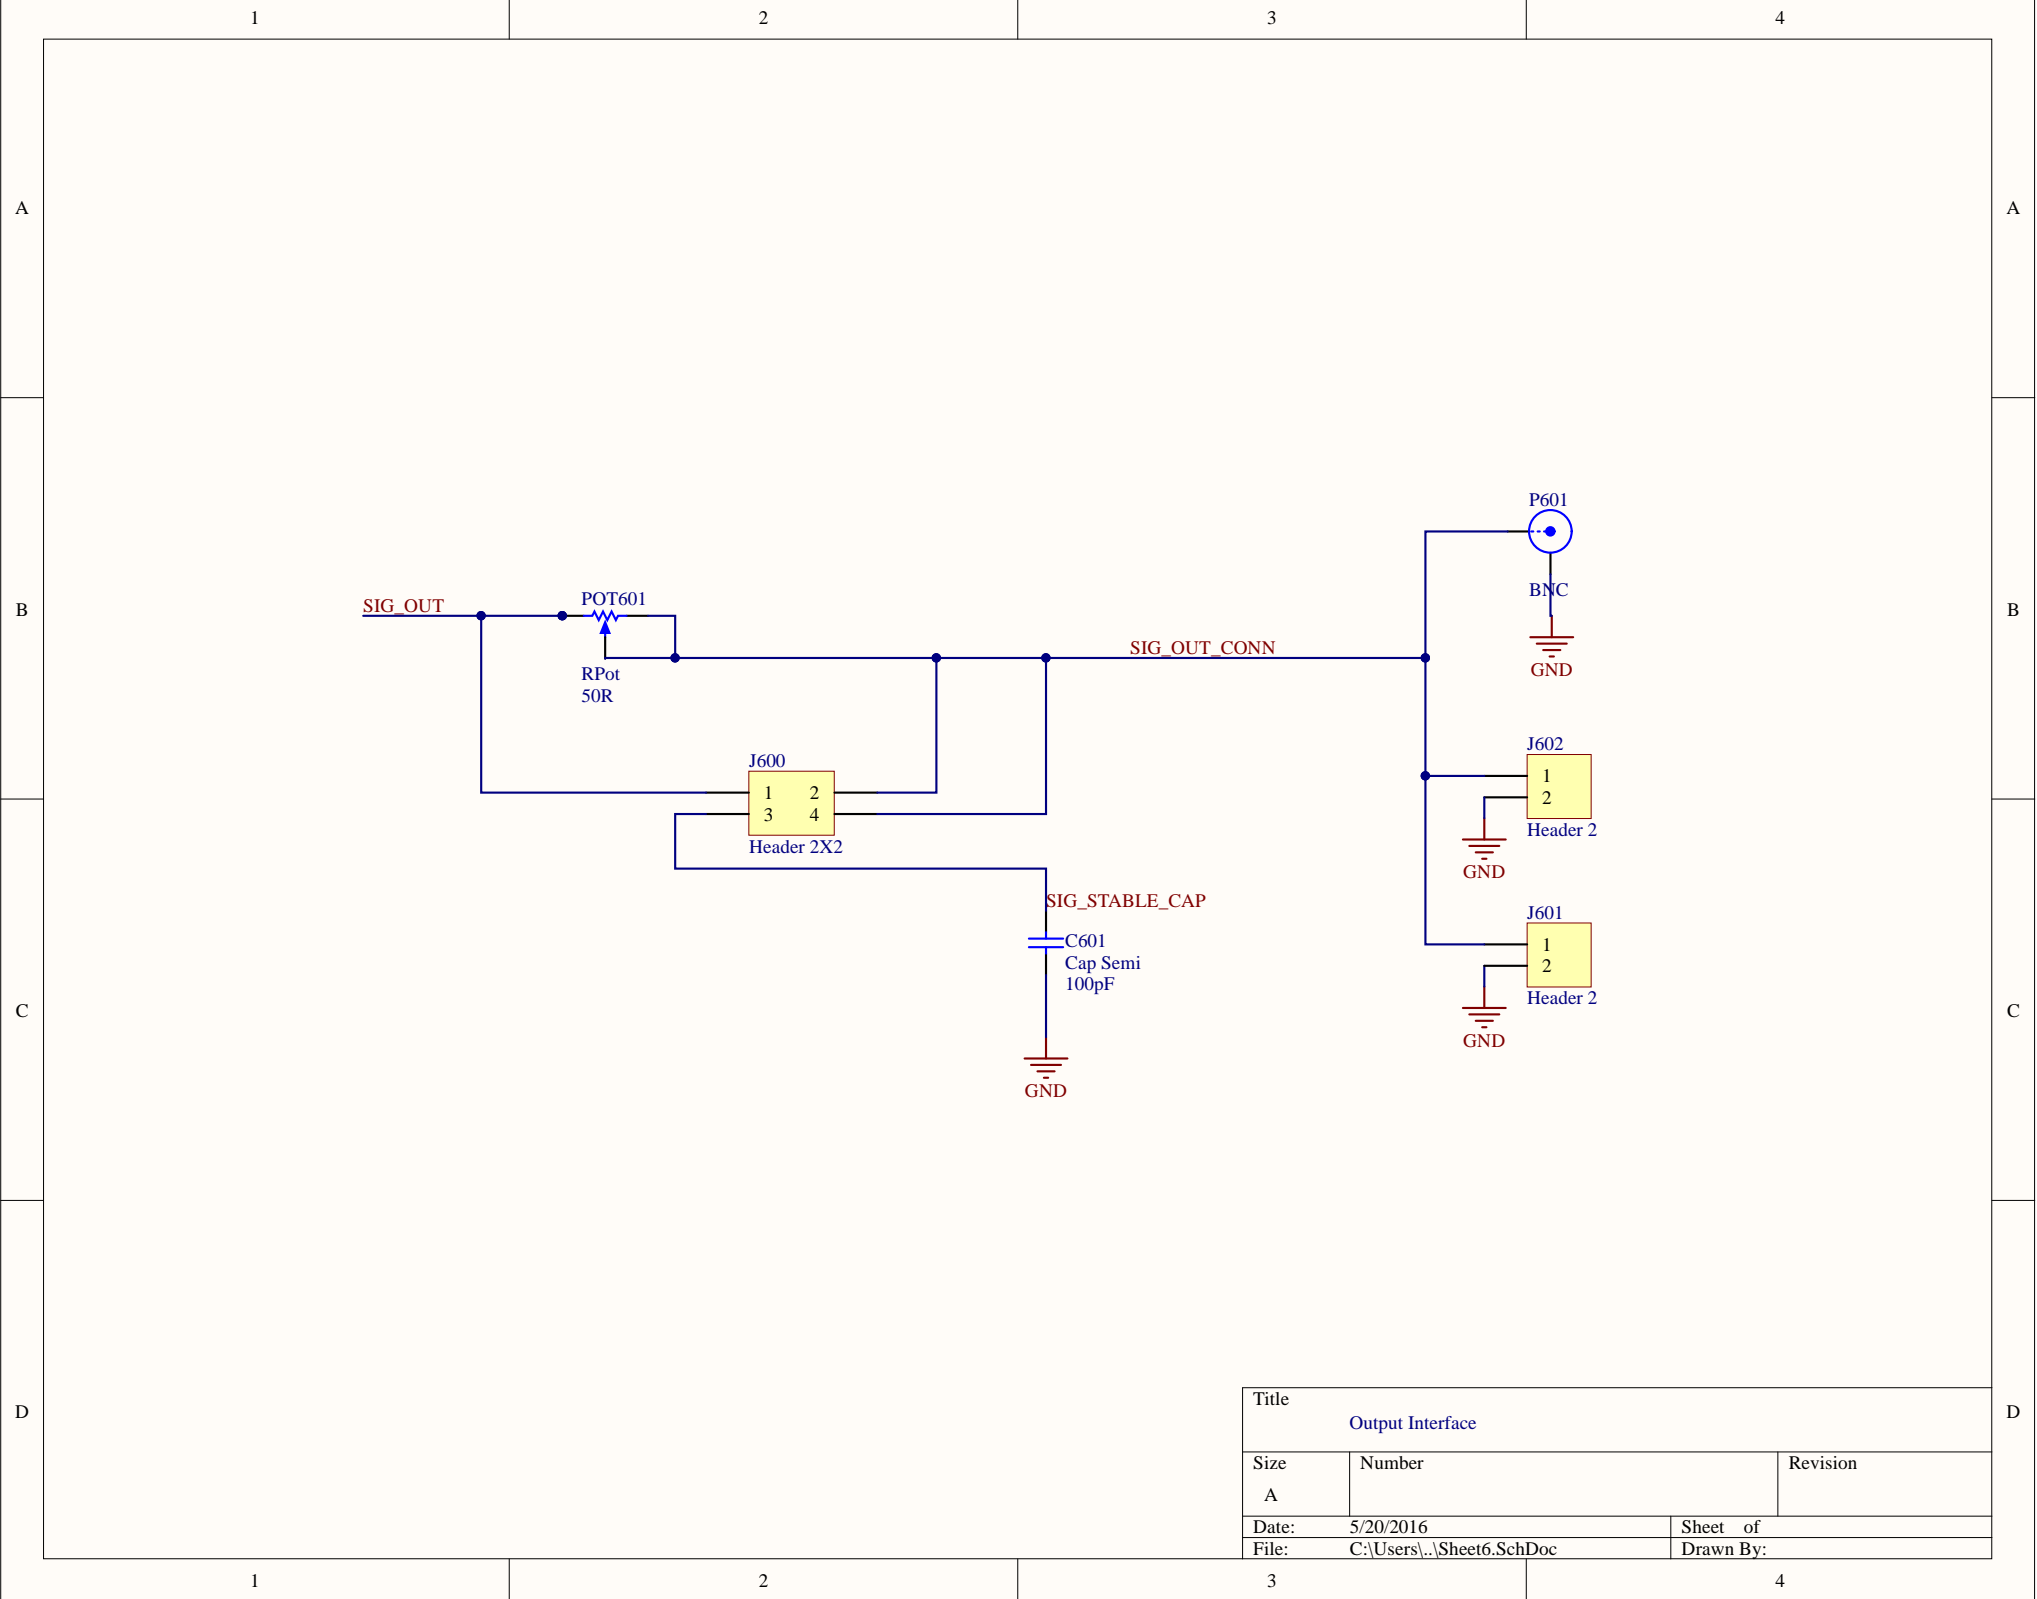 1 2 3 4
A A
P601
BNC
GND
B B
SIG_OUT
POT601
RPot
50R
SIG_OUT_CONN
J600
1 2
3 4
Header 2X2
J602
1
2
Header 2
GND
SIG_STABLE_CAP
C601
Cap Semi
100pF
GND
J601
1
2
Header 2
GND
C C
D D
Title
Output Interface
Size
A
Number
Revision
Date: 5/20/2016
Sheet of
File: C:\Users\..\Sheet6.SchDoc
Drawn By:
1 2 3 4